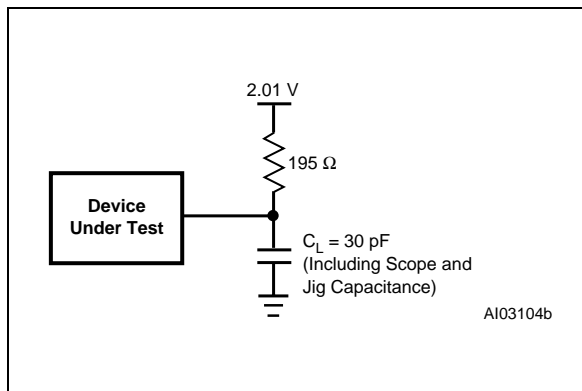 2.01 V
195 Ω
Device
Under Test
C_L = 30 pF
(Including Scope and
Jig Capacitance)
AI03104b